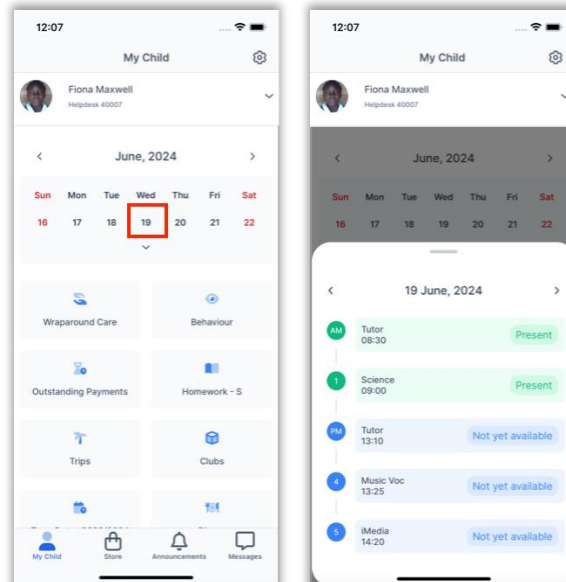 12:07
My Child
Fiona Maxwell
Helpdesk 40007
June, 2024
Sun Mon Tue Wed Thu Fri Sat
16 17 18 19 20 21 22
Wraparound Care
Behaviour
Outstanding Payments
Homework - S
Trips
Clubs
My Child
Store
Announcements
Messages
12:07
My Child
Fiona Maxwell
Helpdesk 40007
June, 2024
Sun Mon Tue Wed Thu Fri Sat
16 17 18 19 20 21 22
19 June, 2024
AM Tutor
08:30
Present
1 Science
09:00
Present
PM Tutor
13:10
Not yet available
4 Music Voc
13:25
Not yet available
5 iMedia
14:20
Not yet available